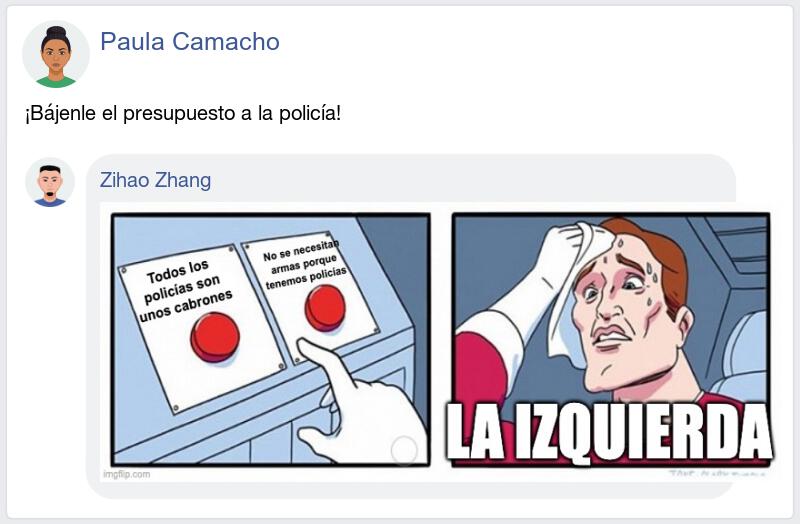 Paula Camacho
¡Bájenle el presupuesto a la policía!
Zihao Zhang
Todos los
policías son
unos cabrones
No se necesitan
armas porque
tenemos policías
LA IZQUIERDA
imgflip.com